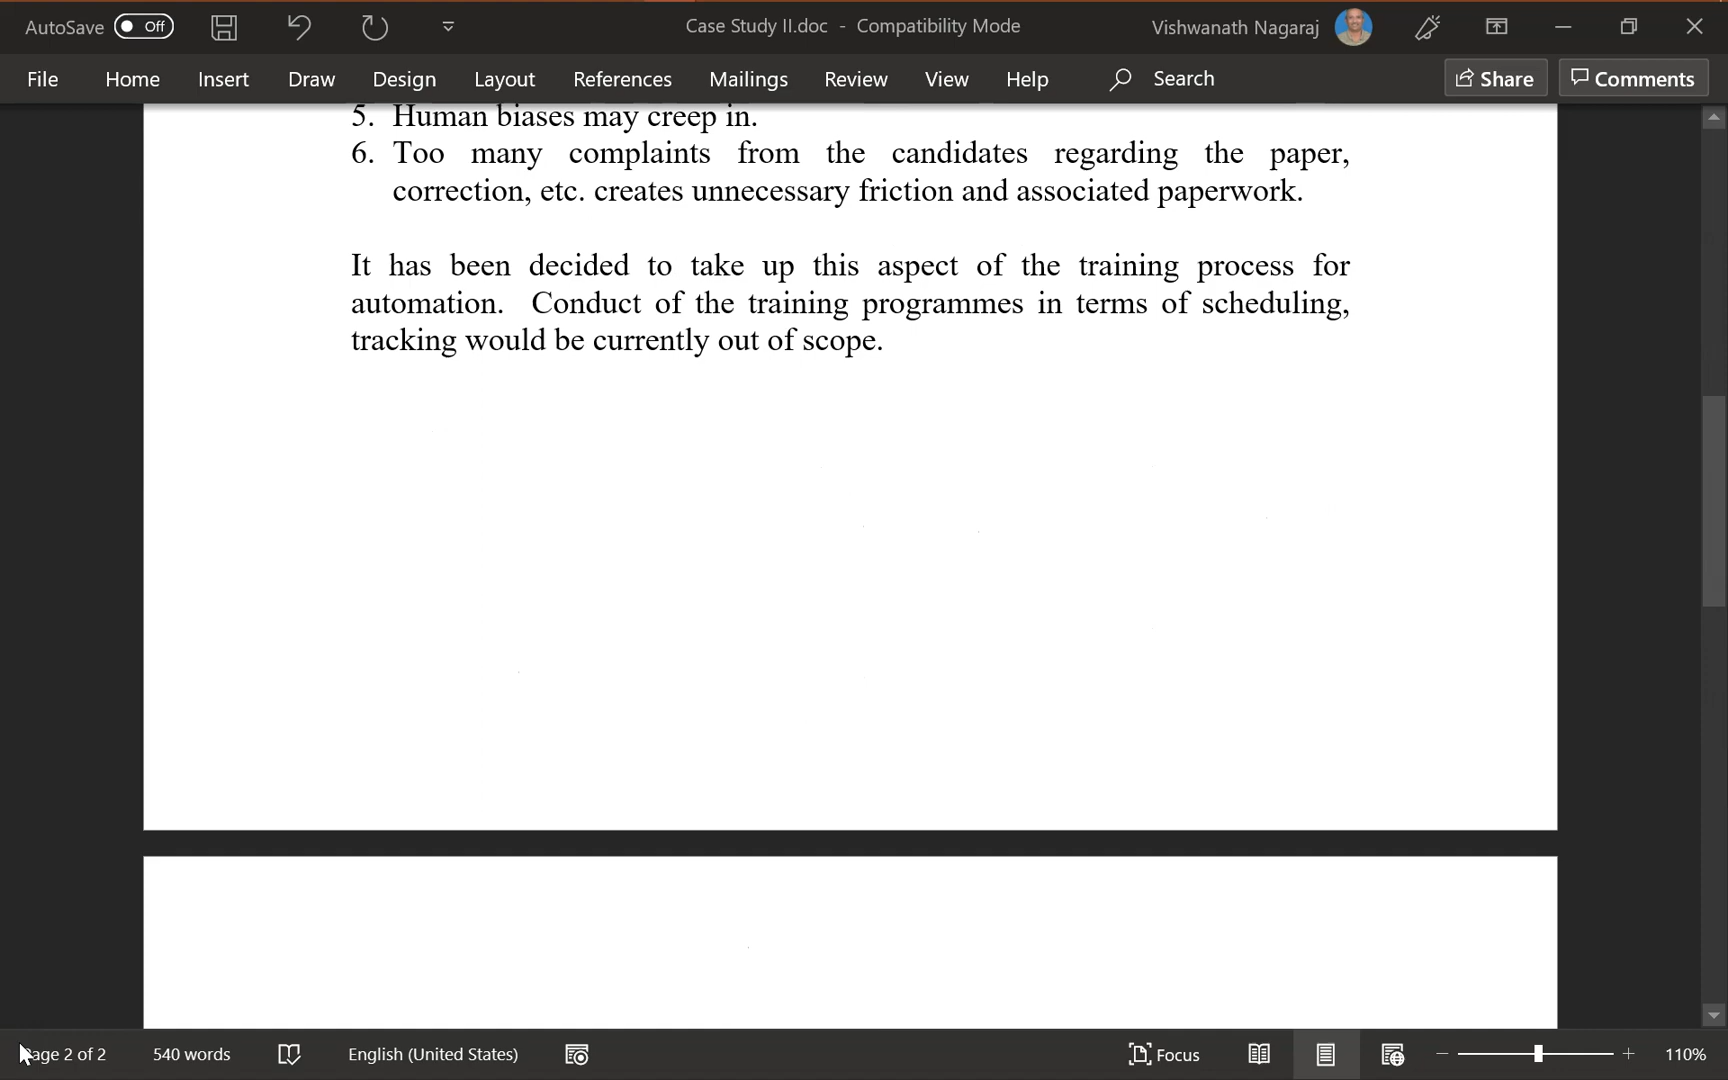 AutoSave Off Case Study II.doc - Compatibility Mode Vishwanath Nagaraj
File Home Insert Draw Design Layout References Mailings Review View Help Search Share Comments
5. Human biases may creep in.
6. Too many complaints from the candidates regarding the paper,
correction, etc. creates unnecessary friction and associated paperwork.
It has been decided to take up this aspect of the training process for
automation. Conduct of the training programmes in terms of scheduling,
tracking would be currently out of scope.
Page 2 of 2 540 words English (United States) Focus 110%